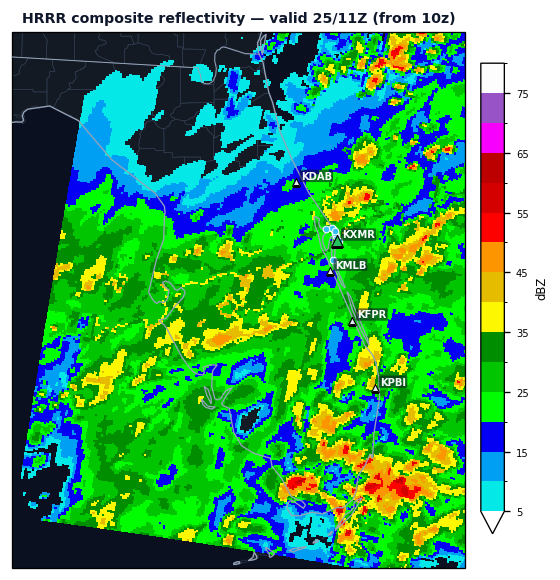 HRRR composite reflectivity — valid 25/11Z (from 10z)
KDAB
KXMR
KMLB
KFPR
KPBI
75
65
55
45
35
25
15
5
dBZ